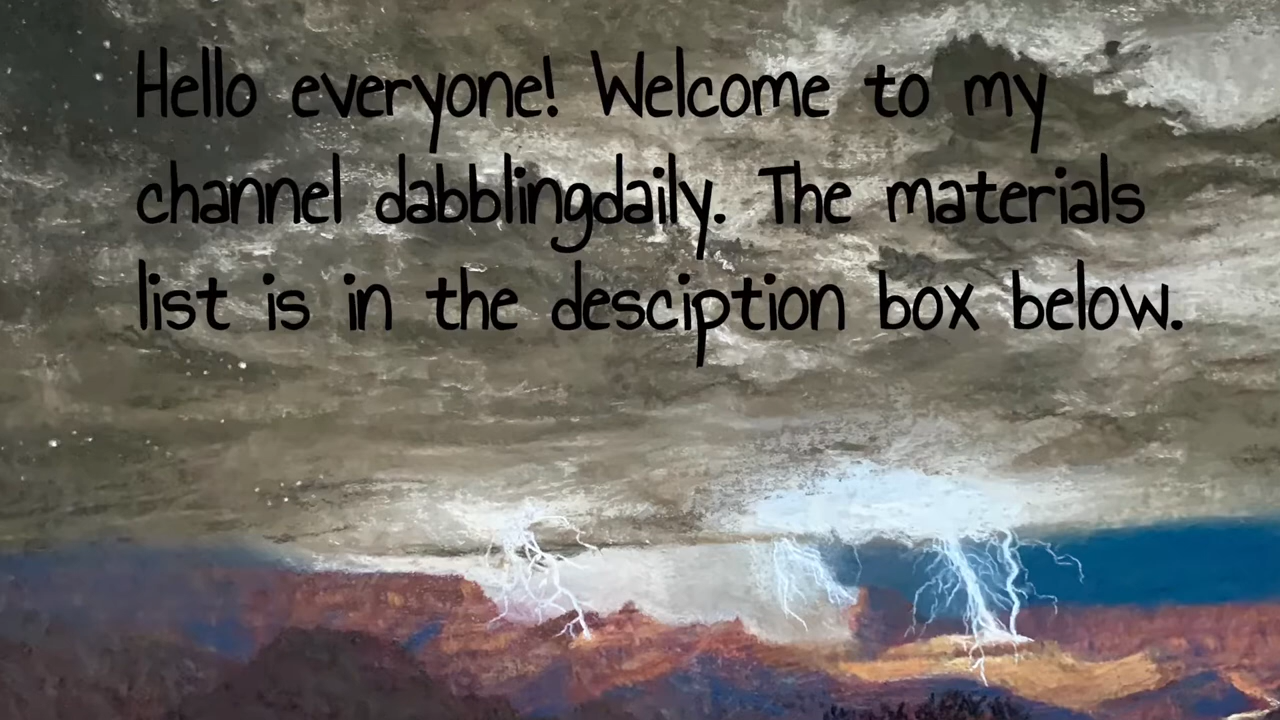 Hello everyone! Welcome to my
channel dabblingdaily. The materials
list is in the desciption box below.